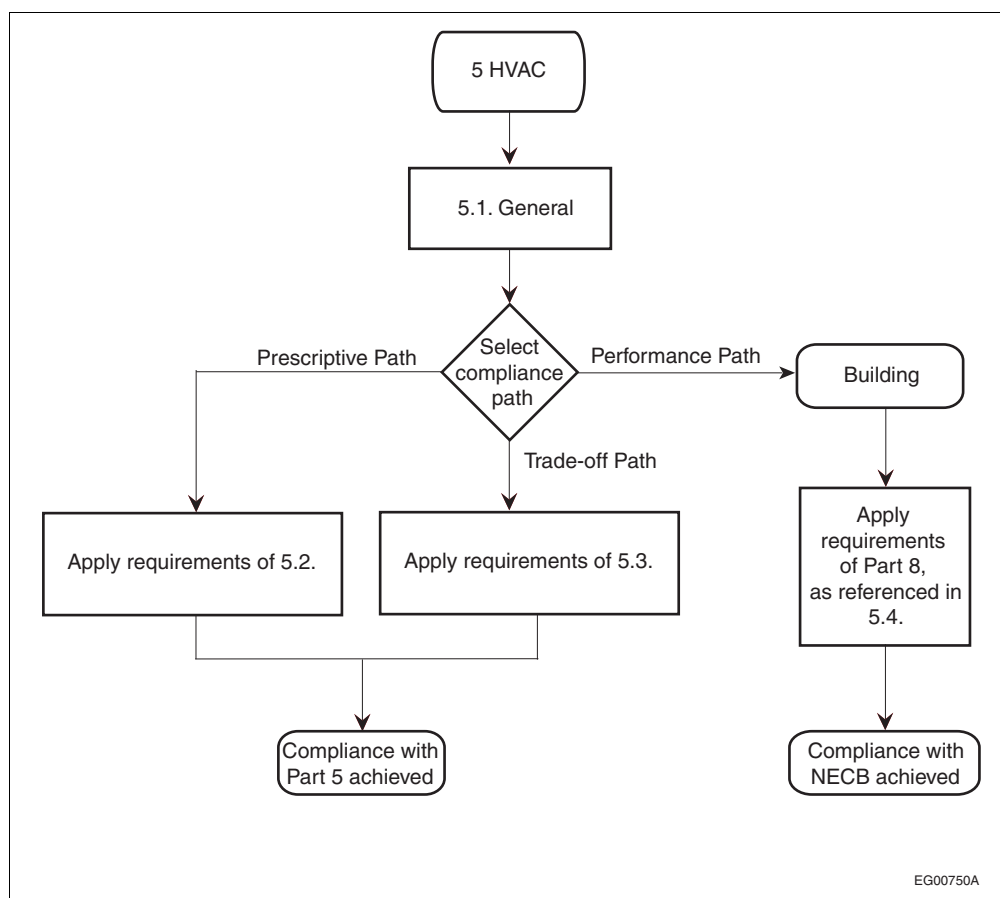 5 HVAC
5.1. General
Select
compliance
path
Prescriptive Path
Performance Path
Trade-off Path
Building
Apply requirements of 5.2.
Apply requirements of 5.3.
Apply
requirements
of Part 8,
as referenced in
5.4.
Compliance with
Part 5 achieved
Compliance with
NECB achieved
EG00750A